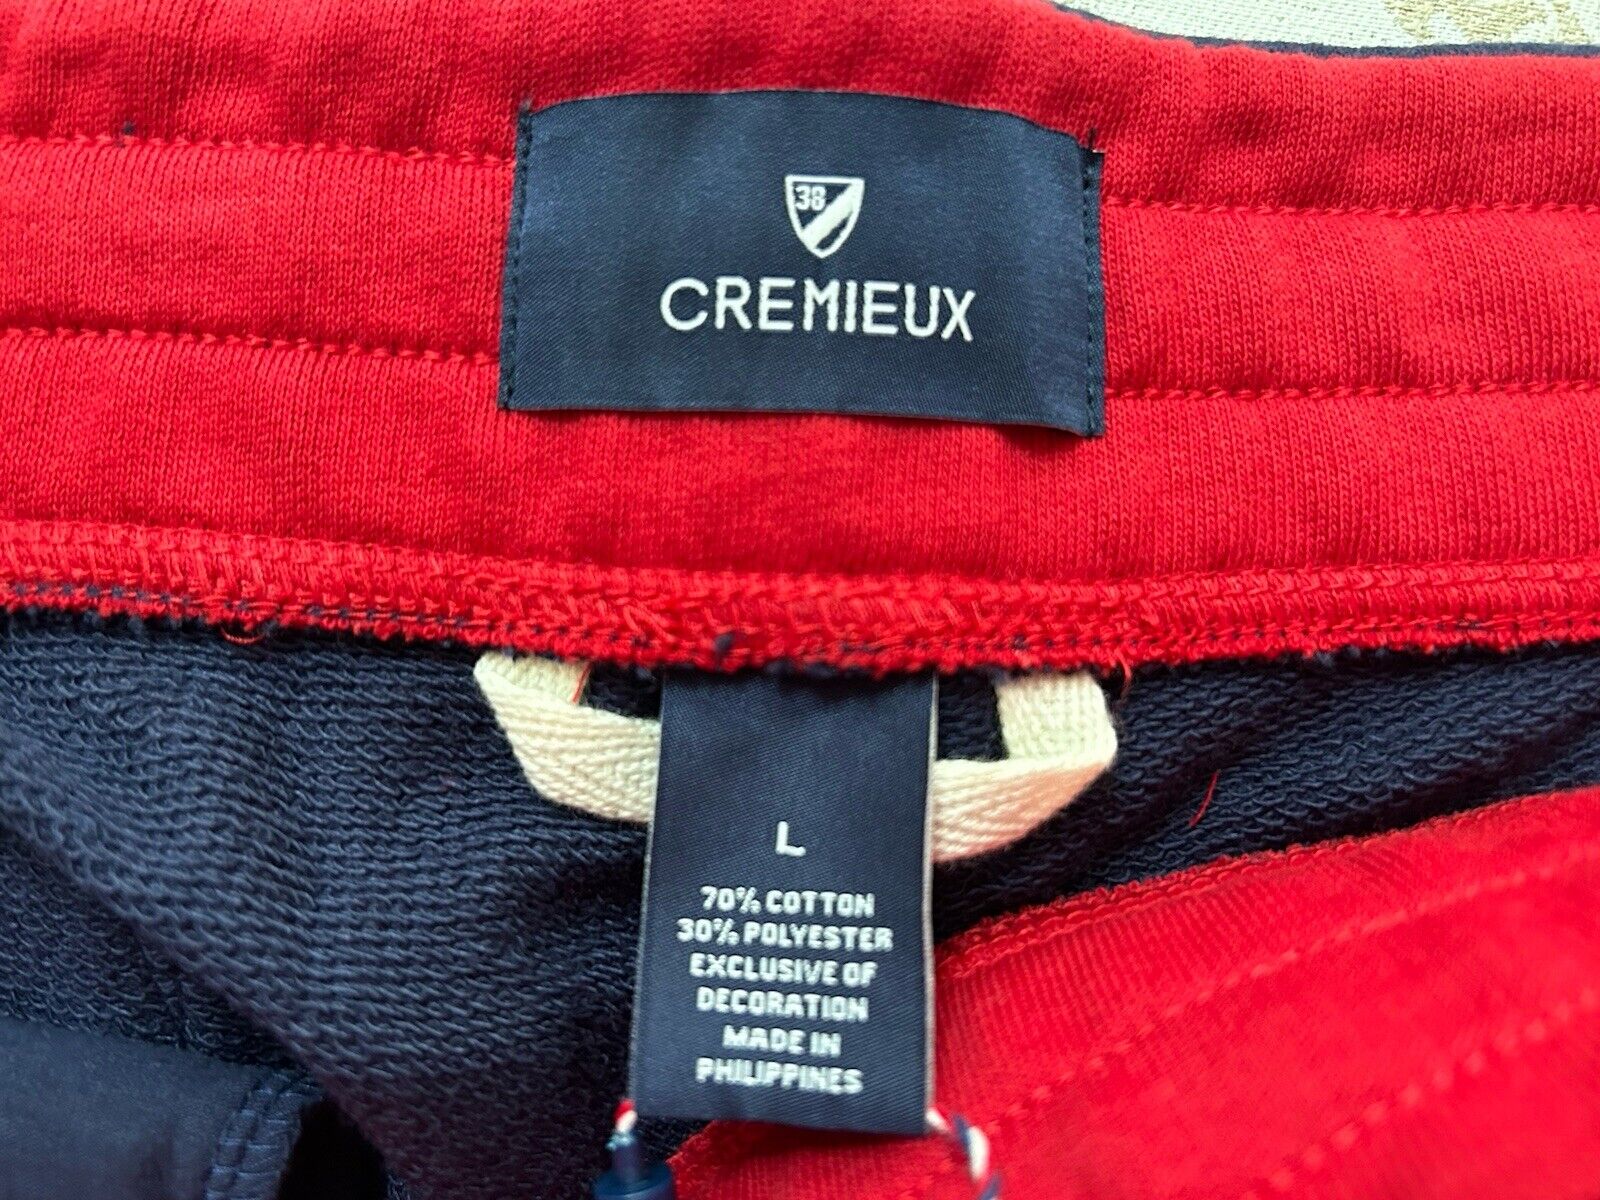 38
CREMIEUX
L
70% COTTON
30% POLYESTER
EXCLUSIVE OF
DECORATION
MADE IN
PHILIPPINES